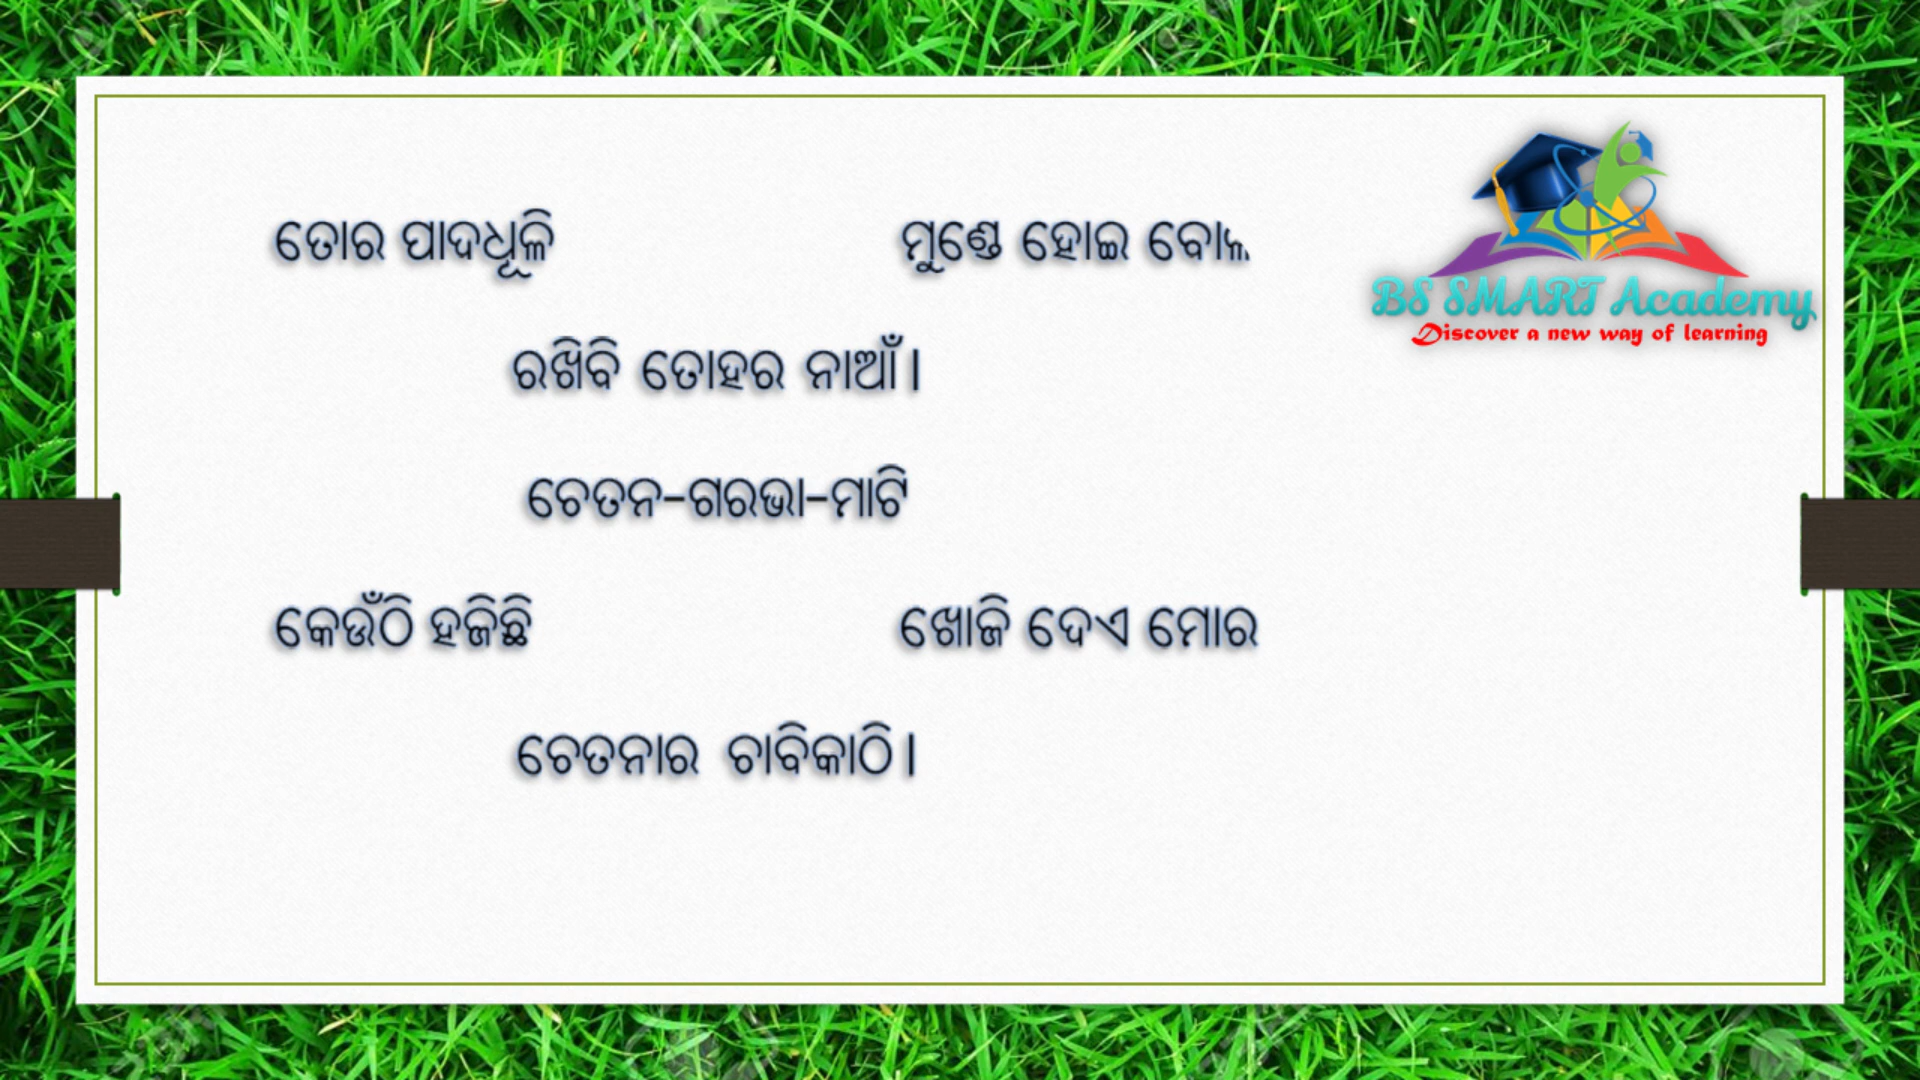 ତୋର ପାଦଧୂଳି ମୁଣ୍ଡେ ହୋଇ
ରଖିବି ତୋହର ନାଆଁ।
ଚେତନ-ଗରଭା-ମାଟି
କେଉଁଠି ହଜିଛି ଖୋଜି ଦେଏ ମୋର
ଚେତନାର ଚାବିକାଠି।
BS SMART Academy
Discover a new way of learning